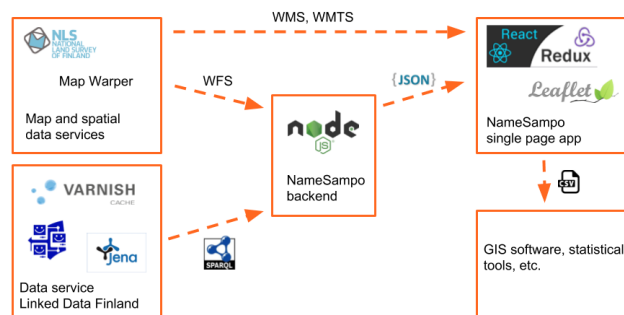 WMS, WMTS
NLS
NATIONAL
LAND SURVEY
OF FINLAND
Map Warper
Map and spatial
data services
WFS
{JSON}
React
Redux
Leaflet
NameSampo
single page app
node
JS
NameSampo
backend
CSV
VARNISH
CACHE
jena
Data service
Linked Data Finland
SPARQL
GIS software, statistical
tools, etc.